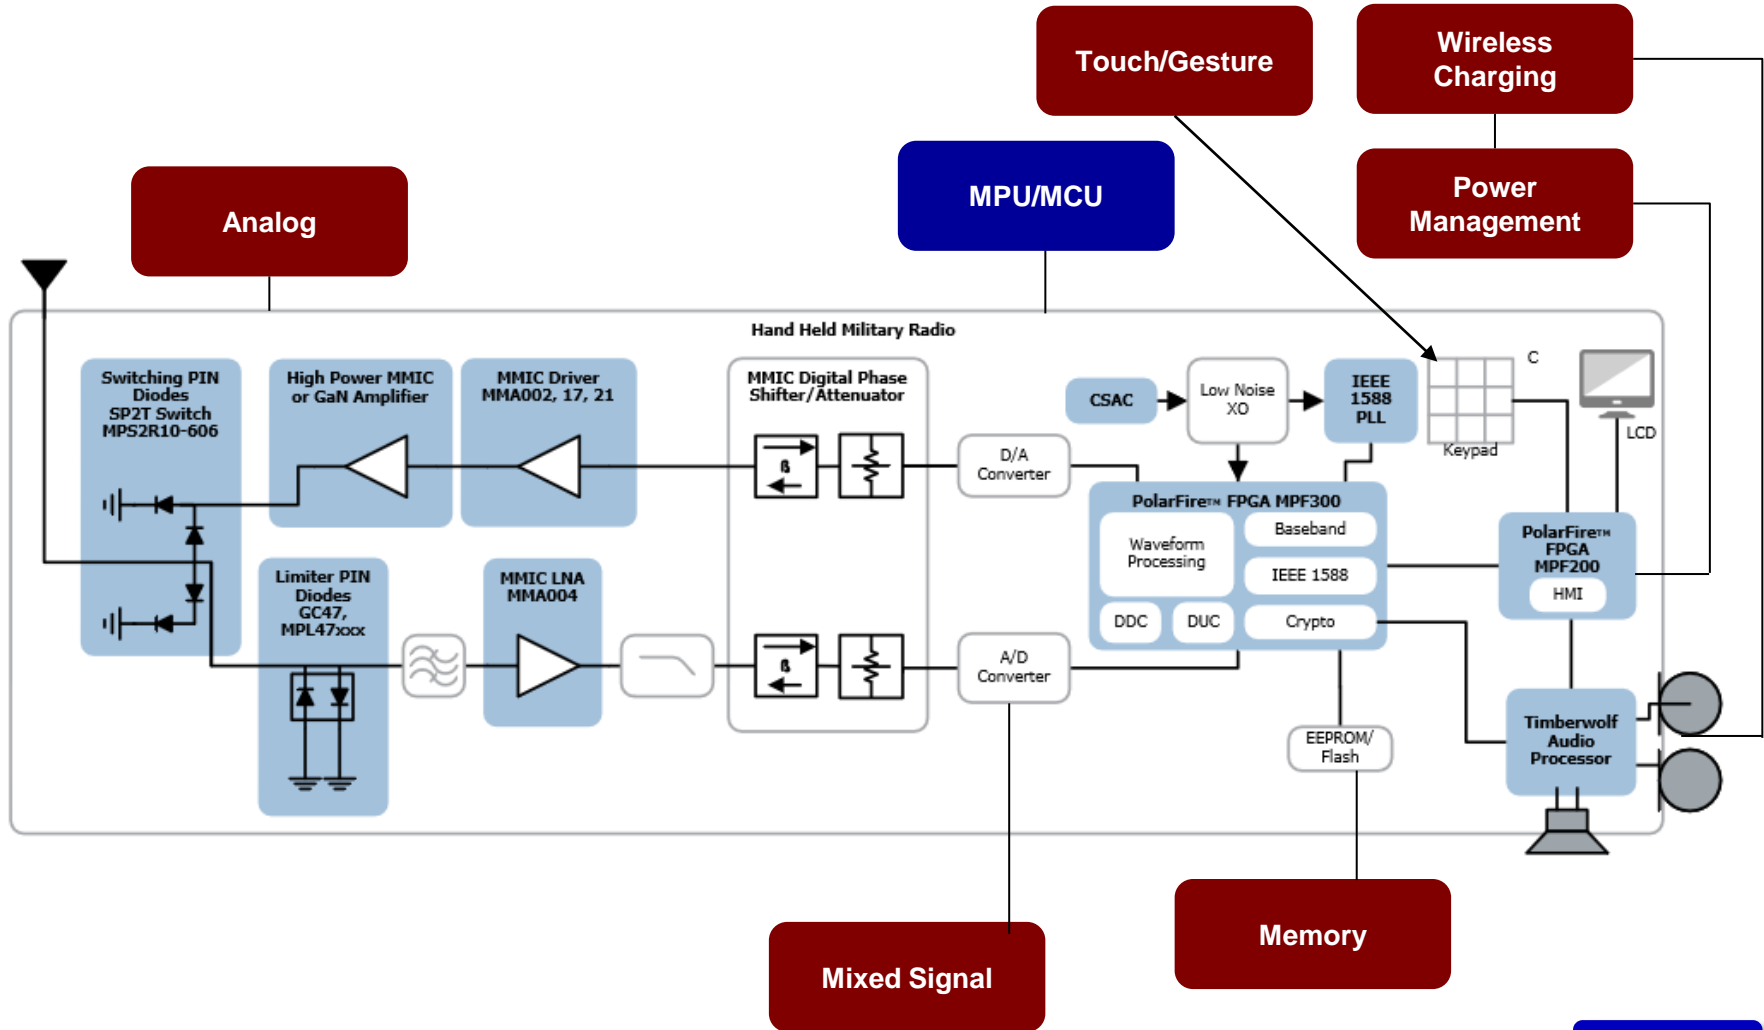 Touch/Gesture
Wireless
Charging
Power
Management
MPU/MCU
Analog
Hand Held Military Radio
Switching PIN
Diodes
SP2T Switch
MPS2R10-606
High Power MMIC
or GaN Amplifier
MMIC Driver
MMA002, 17, 21
MMIC Digital Phase
Shifter/Attenuator
ß
D/A
Converter
CSAC
Low Noise
XO
IEEE
1588
PLL
C
Keypad
LCD
PolarFire™ FPGA MPF300
Waveform
Processing
Baseband
IEEE 1588
DDC
DUC
Crypto
PolarFire™
FPGA
MPF200
HMI
Limiter PIN
Diodes
GC47,
MPL47xxx
MMIC LNA
MMA004
ß
A/D
Converter
EEPROM/
Flash
Timberwolf
Audio
Processor
Memory
Mixed Signal